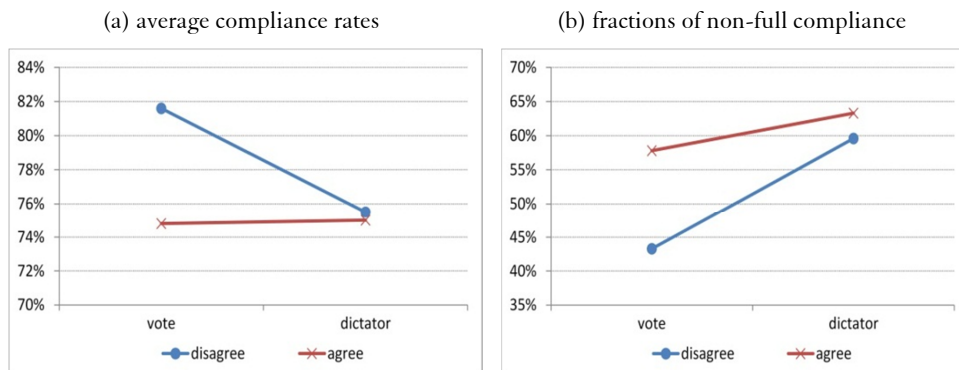 (a) average compliance rates
84%
82%
80%
78%
76%
74%
72%
70%
vote dictator
disagree agree
(b) fractions of non-full compliance
70%
65%
60%
55%
50%
45%
40%
35%
vote dictator
disagree agree